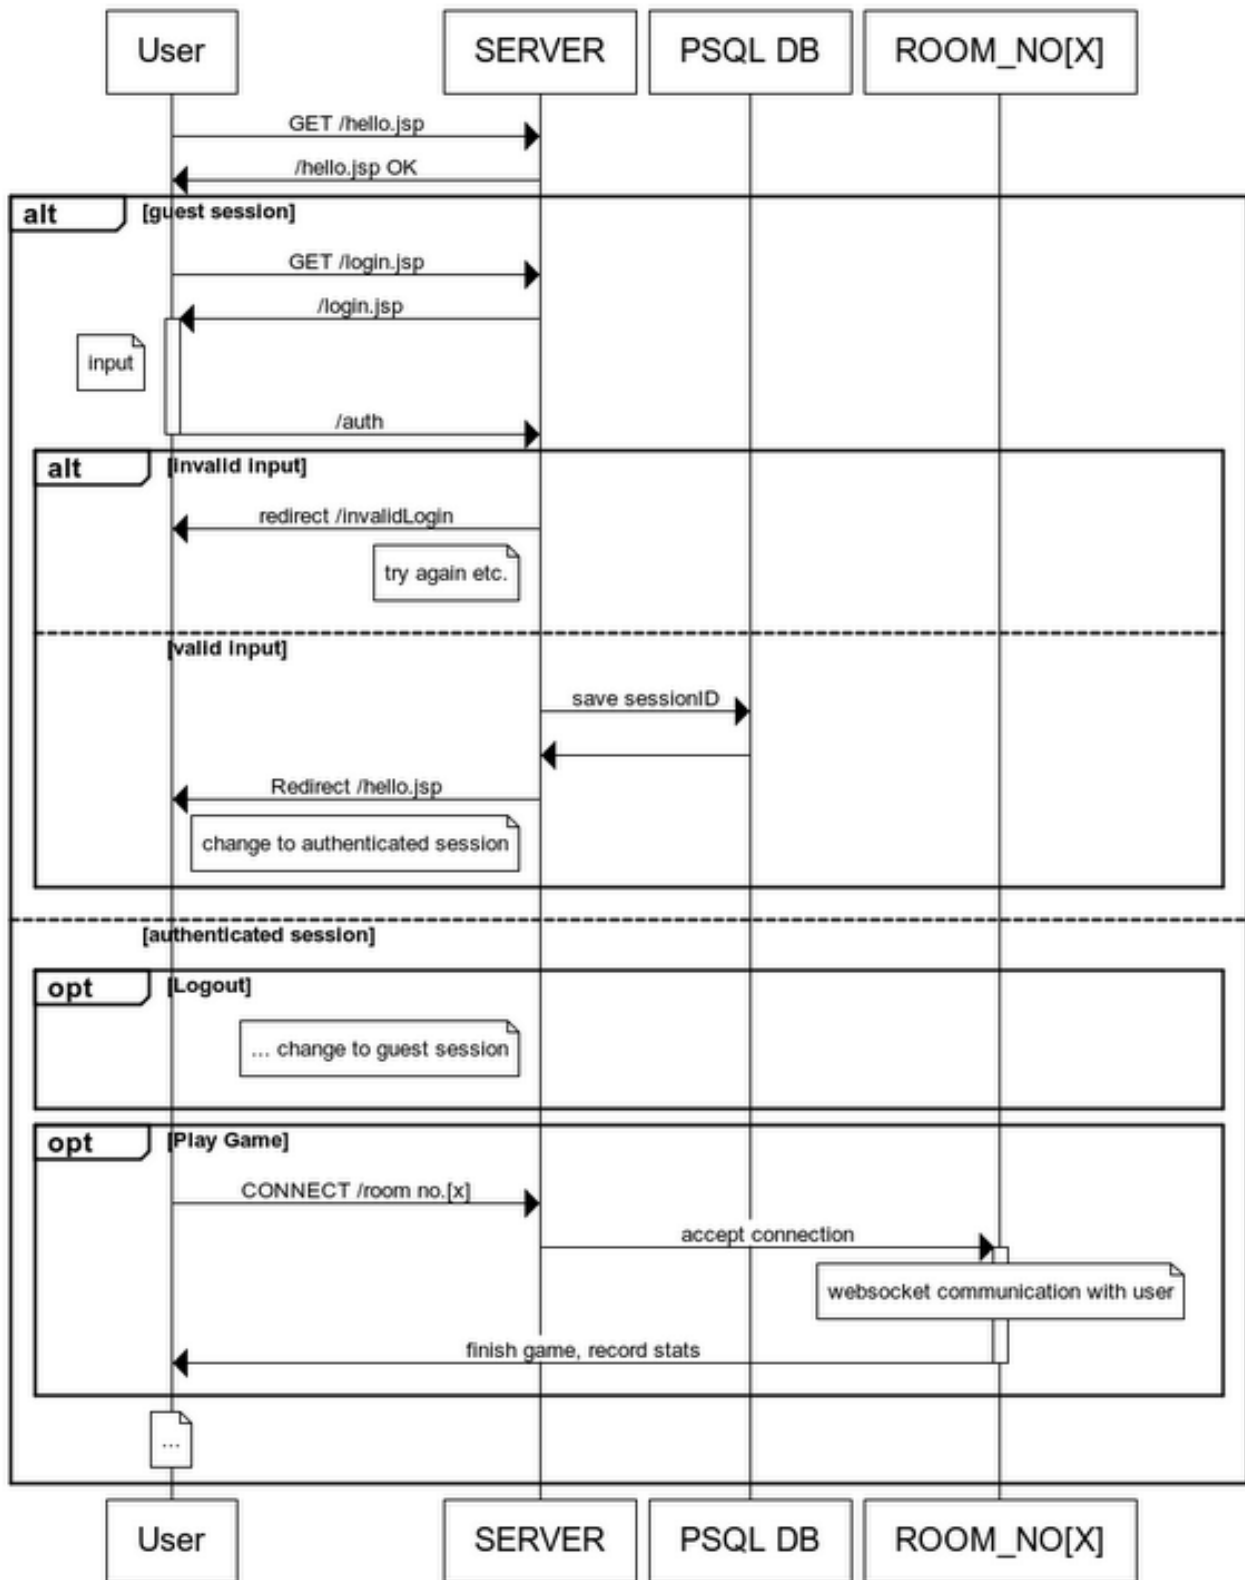 User SERVER PSQL DB ROOM_NO[X]
GET /hello.jsp
/hello.jsp OK
alt [guest session]
GET /login.jsp
/login.jsp
input
/auth
alt [invalid input]
redirect /invalidLogin
try again etc.
[valid input]
save sessionID
Redirect /hello.jsp
change to authenticated session
[authenticated session]
opt [Logout]
... change to guest session
opt [Play Game]
CONNECT /room no.[x]
accept connection
websocket communication with user
finish game, record stats
...
User SERVER PSQL DB ROOM_NO[X]